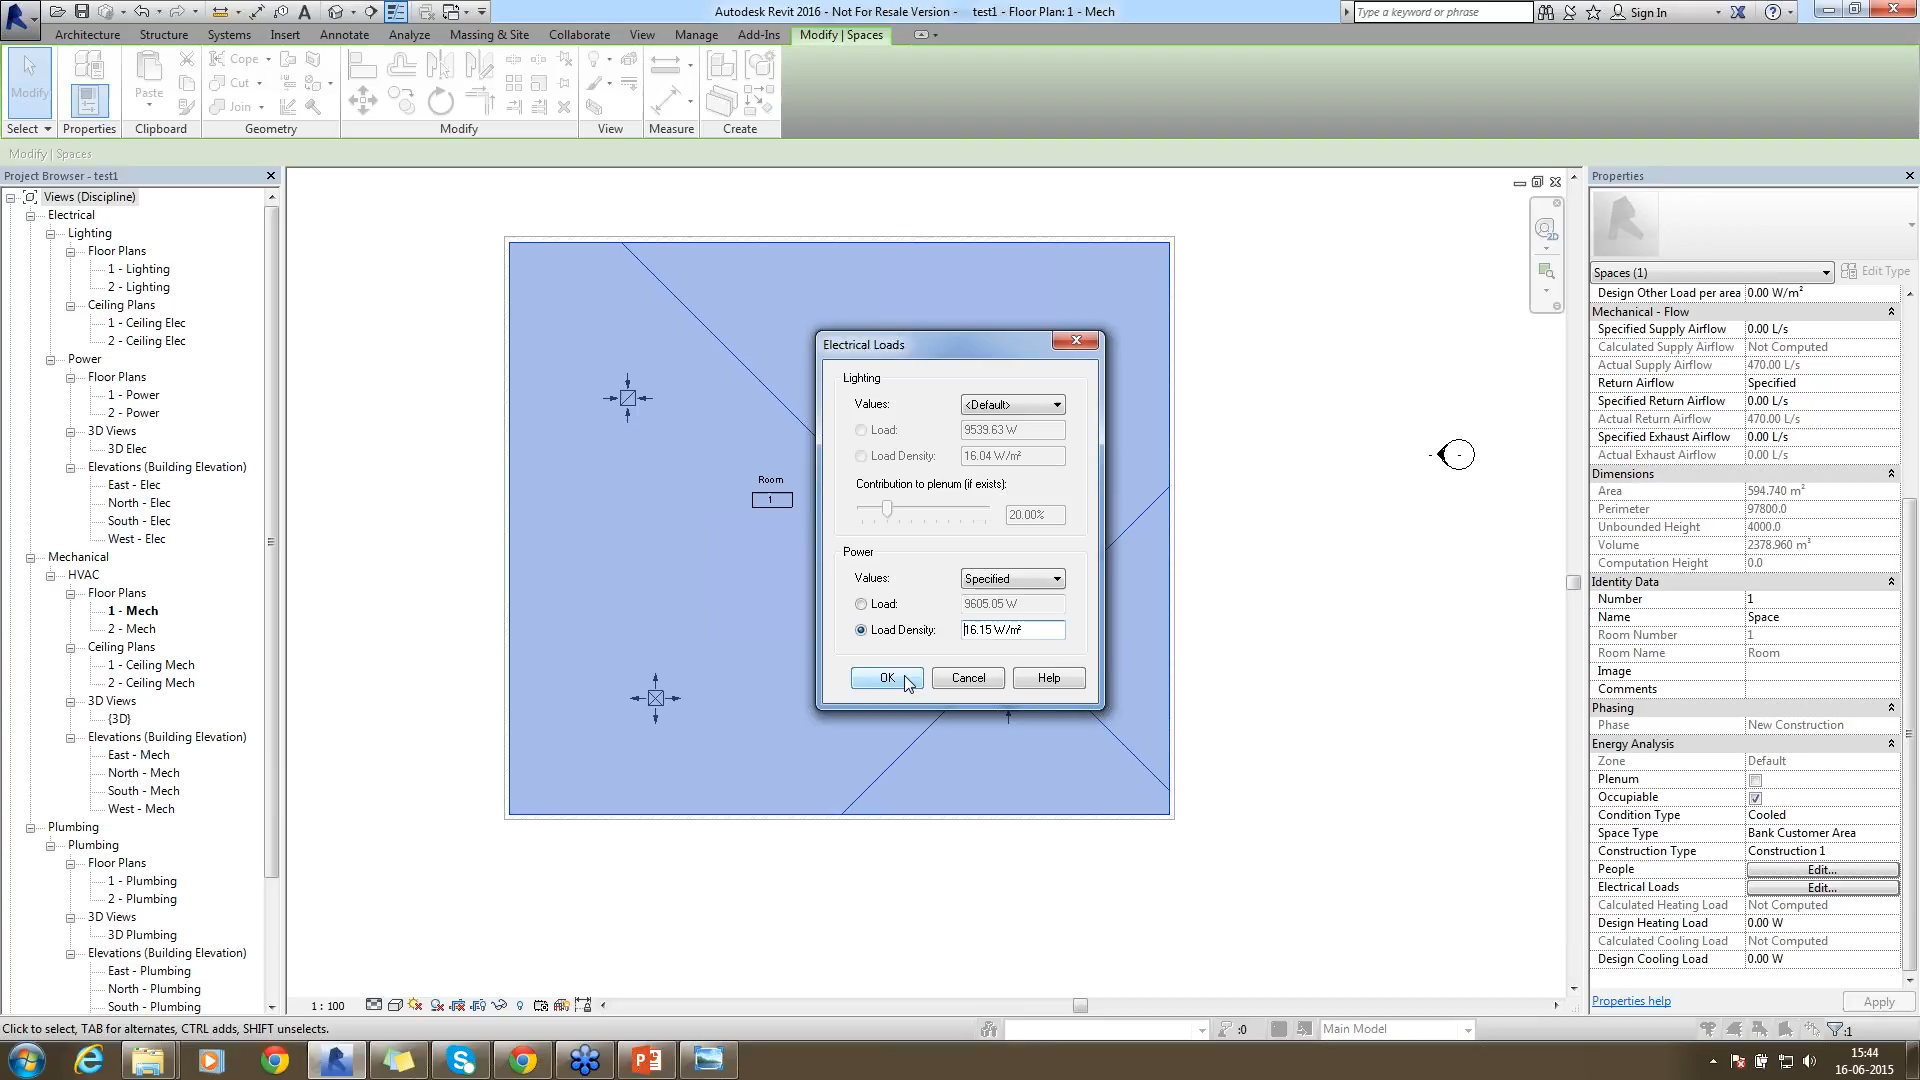 Autodesk Revit 2016 - Not For Resale Version - test1 - Floor Plan: 1 - Mech
Type a keyword or phrase
Sign In
Architecture Structure Systems Insert Annotate Analyze Massing & Site Collaborate View Manage Add-Ins Modify | Spaces
Modify
Paste
Cope
Cut
Join
Select Properties Clipboard Geometry Modify View Measure Create
Modify | Spaces
Project Browser - test1
Views (Discipline)
Electrical
Lighting
Floor Plans
1 - Lighting
2 - Lighting
Ceiling Plans
1 - Ceiling Elec
2 - Ceiling Elec
Power
Floor Plans
1 - Power
2 - Power
3D Views
3D Elec
Elevations (Building Elevation)
East - Elec
North - Elec
South - Elec
West - Elec
Mechanical
HVAC
Floor Plans
1 - Mech
2 - Mech
Ceiling Plans
1 - Ceiling Mech
2 - Ceiling Mech
3D Views
{3D}
Elevations (Building Elevation)
East - Mech
North - Mech
South - Mech
West - Mech
Plumbing
Plumbing
Floor Plans
1 - Plumbing
2 - Plumbing
3D Views
3D Plumbing
Elevations (Building Elevation)
East - Plumbing
North - Plumbing
South - Plumbing
Room
1
2D
Electrical Loads
Lighting
Values: <Default>
Load: 9539.63 W
Load Density: 16.04 W/m²
Contribution to plenum (if exists):
20.00%
Power
Values: Specified
Load: 9605.05 W
Load Density: 16.15 W/m²
OK Cancel Help
Properties
Spaces (1)
Edit Type
Design Other Load per area 0.00 W/m²
Mechanical - Flow
Specified Supply Airflow 0.00 L/s
Calculated Supply Airflow Not Computed
Actual Supply Airflow 470.00 L/s
Return Airflow Specified
Specified Return Airflow 0.00 L/s
Actual Return Airflow 470.00 L/s
Specified Exhaust Airflow 0.00 L/s
Actual Exhaust Airflow 0.00 L/s
Dimensions
Area 594.740 m²
Perimeter 97800.0
Unbounded Height 4000.0
Volume 2378.960 m³
Computation Height 0.0
Identity Data
Number 1
Name Space
Room Number 1
Room Name Room
Image
Comments
Phasing
Phase New Construction
Energy Analysis
Zone Default
Plenum
Occupiable
Condition Type Cooled
Space Type Bank Customer Area
Construction Type Construction 1
People Edit...
Electrical Loads Edit...
Calculated Heating Load Not Computed
Design Heating Load 0.00 W
Calculated Cooling Load Not Computed
Design Cooling Load 0.00 W
Properties help
Apply
1 : 100
Click to select, TAB for alternates, CTRL adds, SHIFT unselects.
:0
Main Model
:1
15:44
16-06-2015